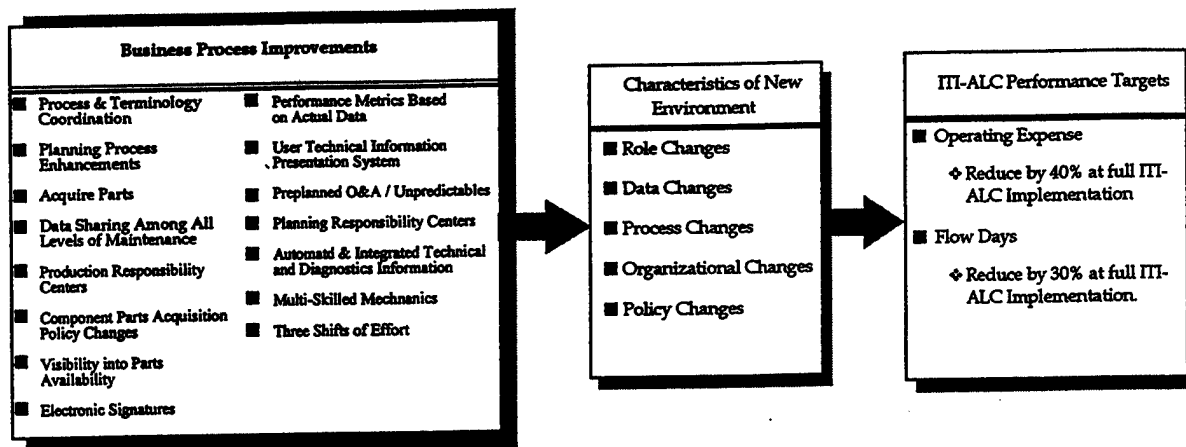 Business Process Improvements
Process & Terminology
Coordination
Planning Process
Enhancements
Acquire Parts
Data Sharing Among All
Levels of Maintenance
Production Responsibility
Centers
Component Parts Acquisition
Policy Changes
Visibility into Parts
Availability
Electronic Signatures
Performance Metrics Based
on Actual Data
User Technical Information
Presentation System
Preplanned O&A / Unpredictables
Planning Responsibility Centers
Automatd & Integrated Technical
and Diagnostics Information
Multi-Skilled Mechnanics
Three Shifts of Effort
Characteristics of New
Environment
Role Changes
Data Changes
Process Changes
Organizational Changes
Policy Changes
ITI-ALC Performance Targets
Operating Expense
Reduce by 40% at full ITI-
ALC Implementation
Flow Days
Reduce by 30% at full ITI-
ALC Implementation.